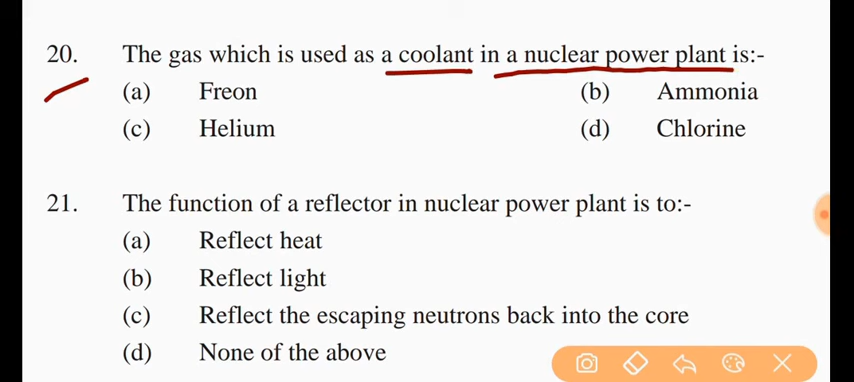 20. The gas which is used as a coolant in a nuclear power plant is:-
(a) Freon (b) Ammonia
(c) Helium (d) Chlorine
21. The function of a reflector in nuclear power plant is to:-
(a) Reflect heat
(b) Reflect light
(c) Reflect the escaping neutrons back into the core
(d) None of the above